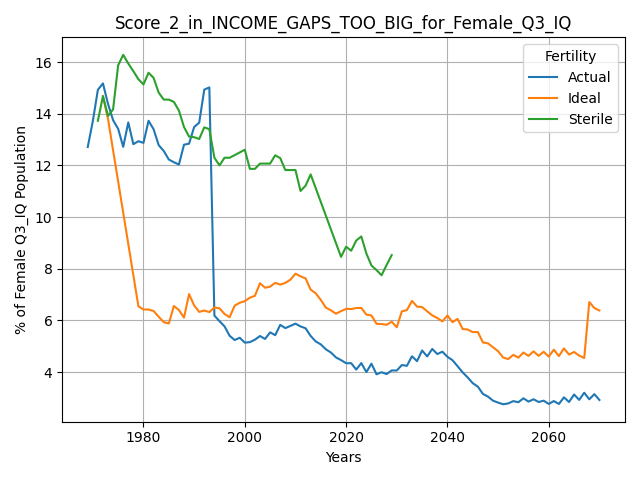 Score_2_in_INCOME_GAPS_TOO_BIG_for_Female_Q3_IQ
% of Female Q3_IQ Population
16
14
12
10
8
6
4
Fertility
Actual
Ideal
Sterile
1980
2000
2020
2040
2060
Years